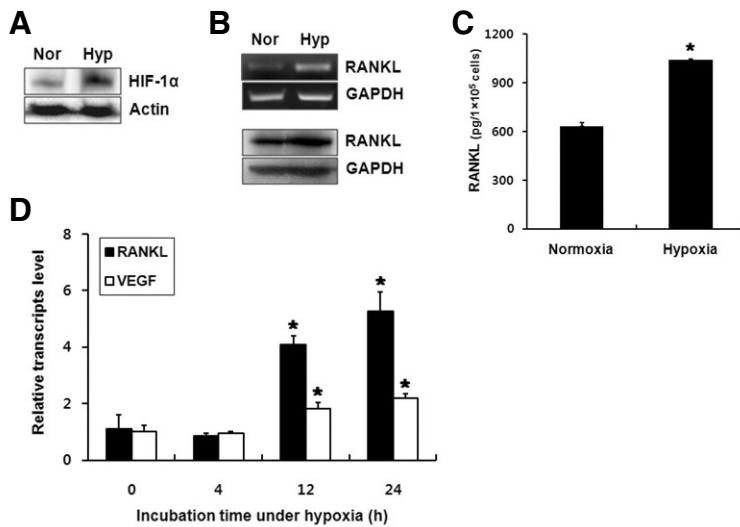 A
Nor Hyp
HIF-1α
Actin
B
Nor Hyp
RANKL
GAPDH
RANKL
GAPDH
C
RANKL (pg/1×10⁵ cells)
1200
900
600
300
0
*
Normoxia Hypoxia
D
Relative transcripts level
8
6
4
2
0
RANKL
VEGF
* * * *
0 4 12 24
Incubation time under hypoxia (h)